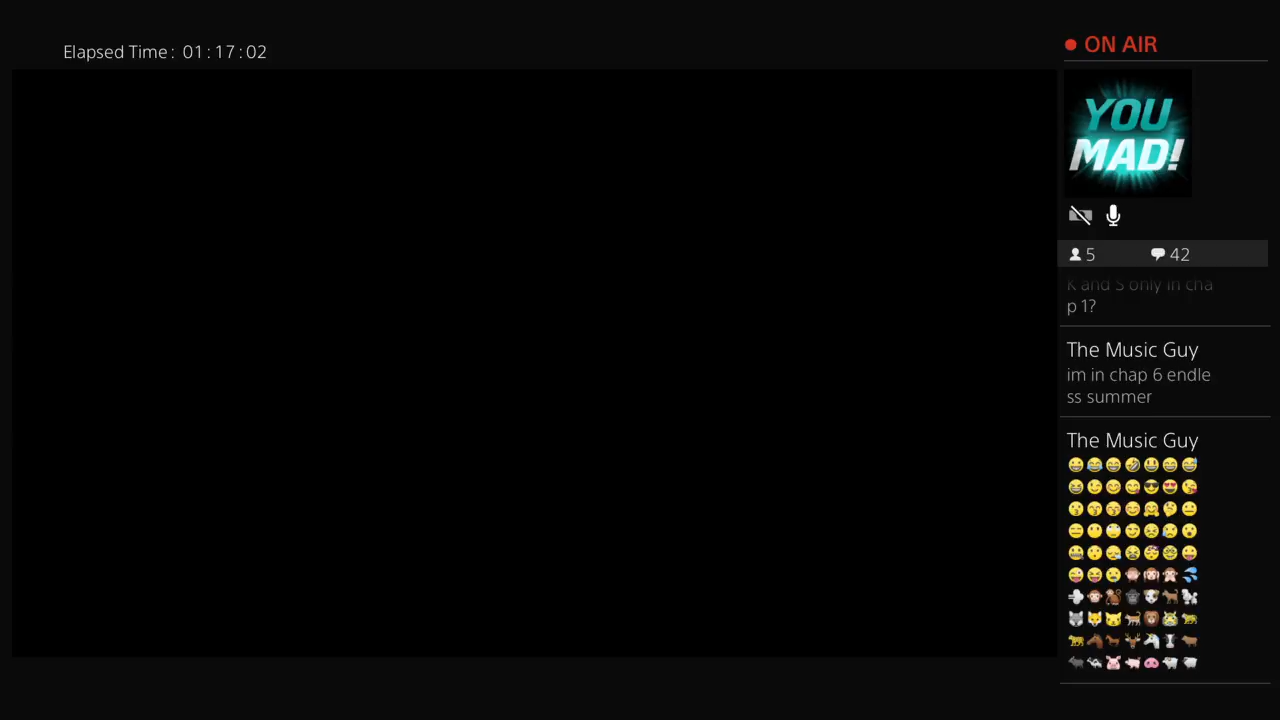 Elapsed Time: 01:17:02
ON AIR
YOU
MAD!
5 42
K and S only in cha
p 1?
The Music Guy
im in chap 6 endle
ss summer
The Music Guy